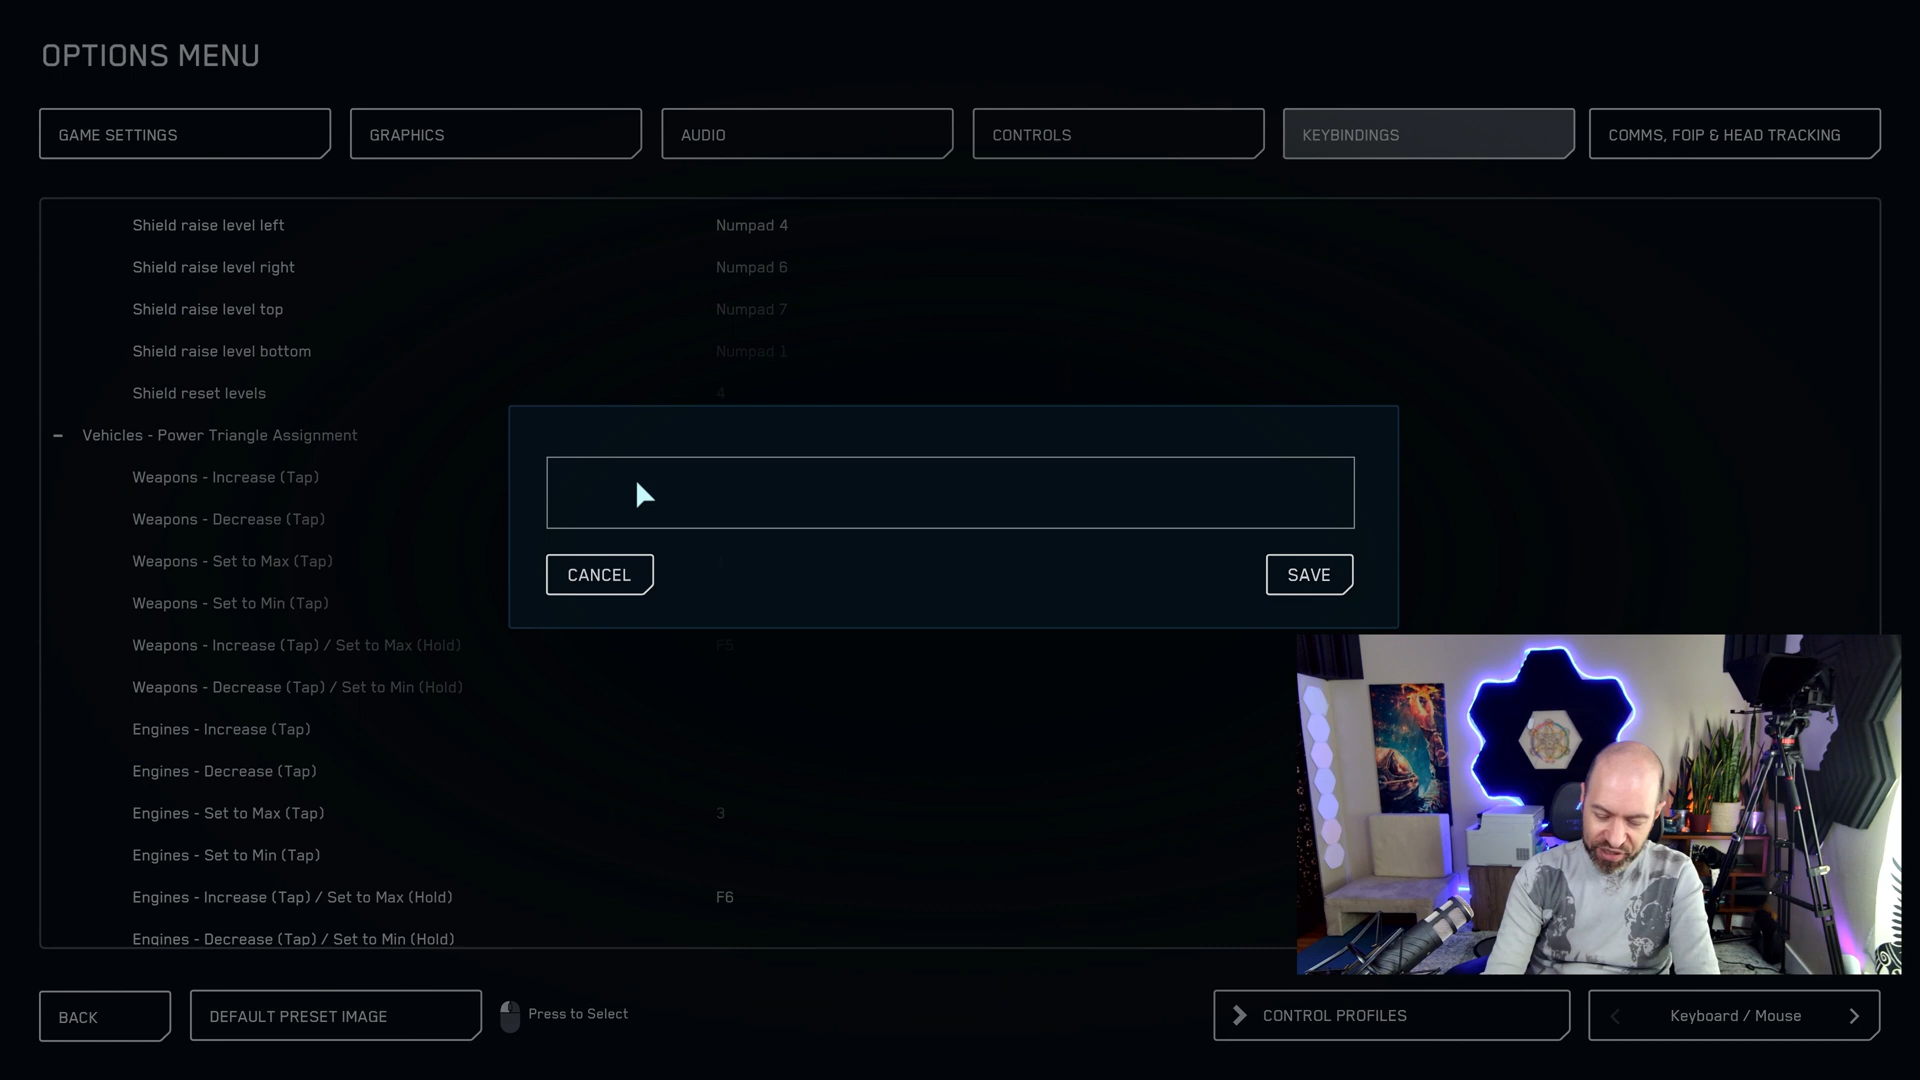 OPTIONS MENU
GAME SETTINGS
GRAPHICS
AUDIO
CONTROLS
KEYBINDINGS
COMMS, FOIP & HEAD TRACKING
Shield raise level left Numpad 4
Shield raise level right Numpad 6
Shield raise level top Numpad 7
Shield raise level bottom Numpad 1
Shield reset levels 4
- Vehicles - Power Triangle Assignment
Weapons - Increase (Tap)
Weapons - Decrease (Tap)
Weapons - Set to Max (Tap)
Weapons - Set to Min (Tap)
Weapons - Increase (Tap) / Set to Max (Hold) F5
Weapons - Decrease (Tap) / Set to Min (Hold)
Engines - Increase (Tap)
Engines - Decrease (Tap)
Engines - Set to Max (Tap) 3
Engines - Set to Min (Tap)
Engines - Increase (Tap) / Set to Max (Hold) F6
Engines - Decrease (Tap) / Set to Min (Hold)
CANCEL
SAVE
BACK
DEFAULT PRESET IMAGE
Press to Select
CONTROL PROFILES
Keyboard / Mouse